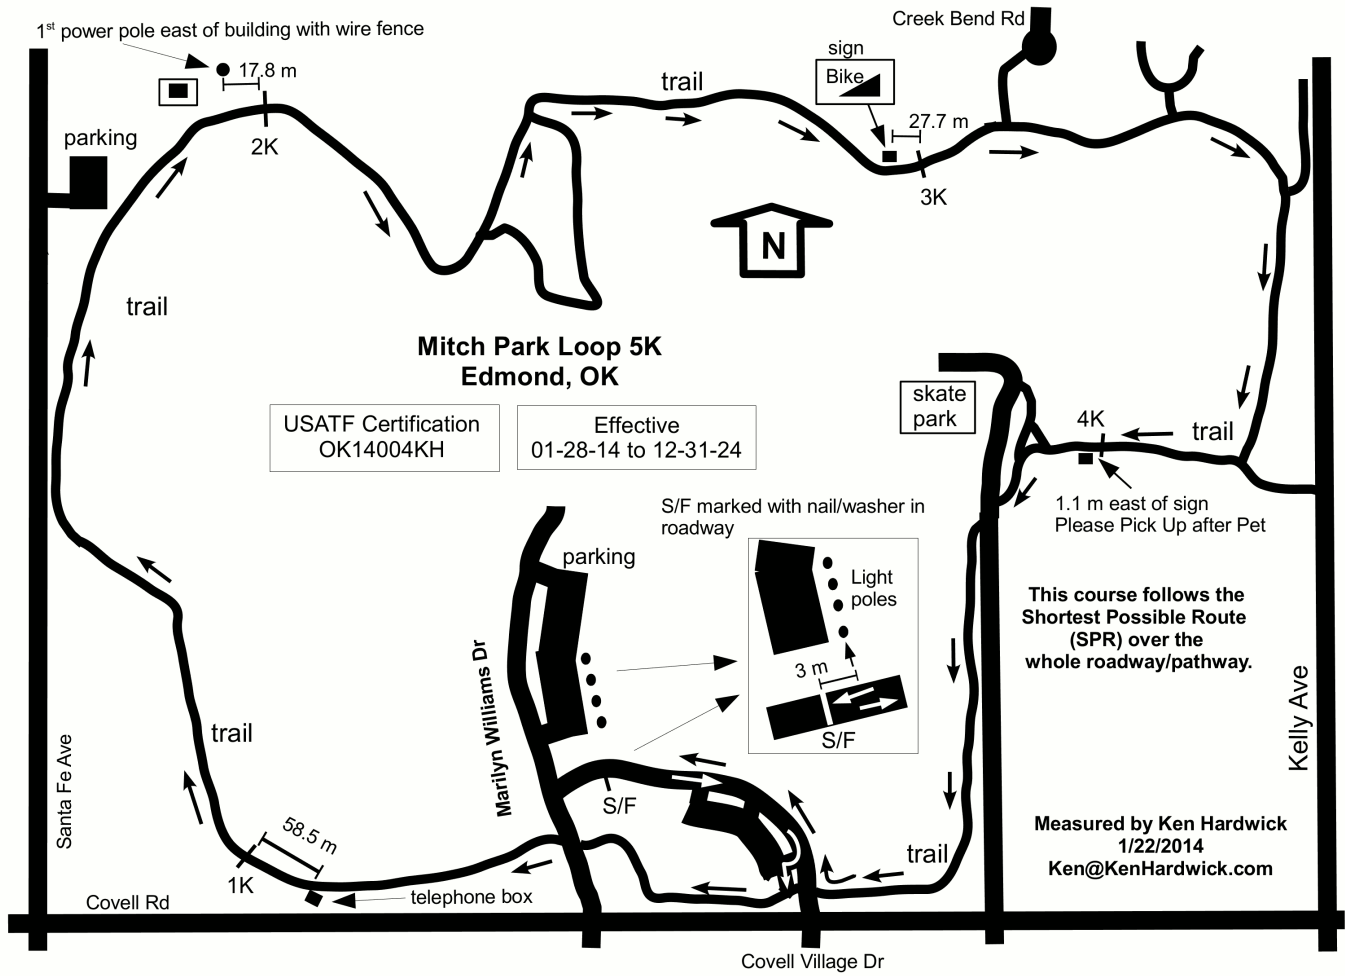 Creek Bend Rd
1st power pole east of building with wire fence
sign
17.8 m
trail
Bike
27.7 m
parking
2K
3K
N
trail
Mitch Park Loop 5K
Edmond, OK
skate
park
4K
trail
USATF Certification
OK14004KH
Effective
01-28-14 to 12-31-24
1.1 m east of sign
Please Pick Up after Pet
S/F marked with nail/washer in
roadway
parking
Light
poles
This course follows the
Shortest Possible Route
(SPR) over the
whole roadway/pathway.
3 m
S/F
Marilyn Williams Dr
Kelly Ave
trail
Santa Fe Ave
S/F
58.5 m
Measured by Ken Hardwick
1/22/2014
Ken@KenHardwick.com
trail
1K
telephone box
Covell Rd
Covell Village Dr